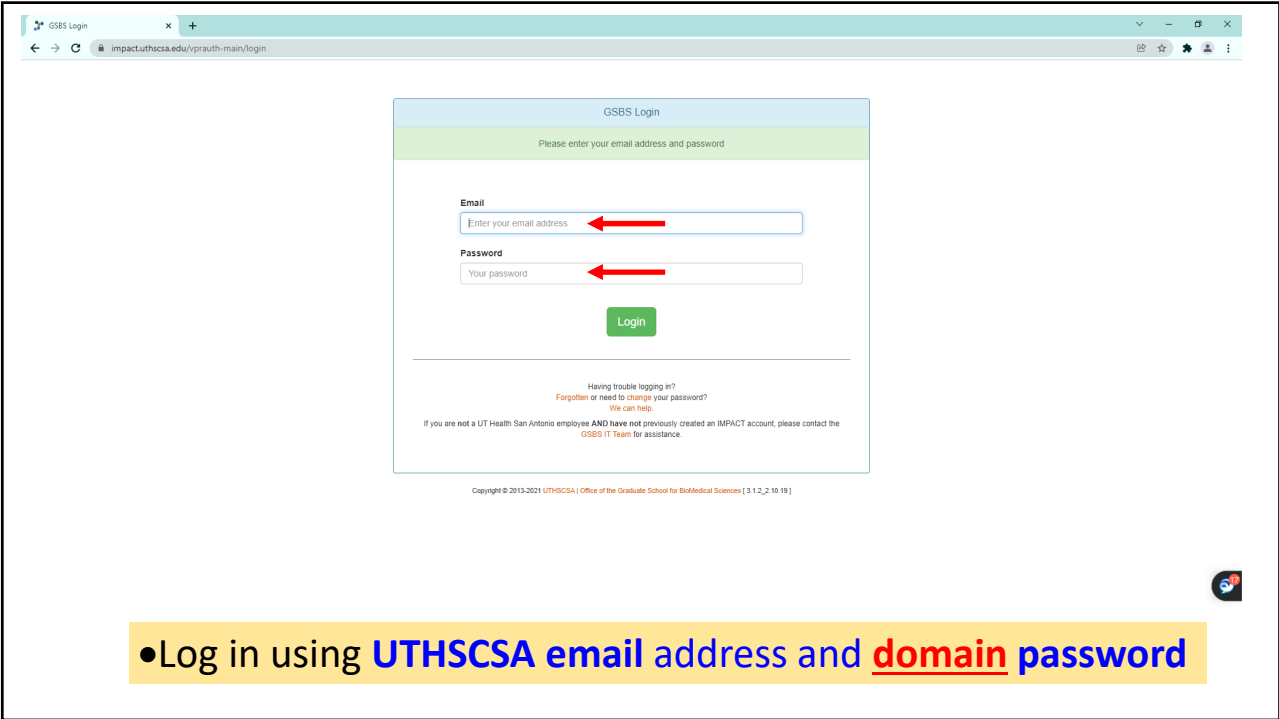 GSBS Login
impact.uthscsa.edu/vprauth-main/login
GSBS Login
Please enter your email address and password
Email
Enter your email address
Password
Your password
Login
Having trouble logging in?
Forgotten or need to change your password?
We can help.
If you are not a UT Health San Antonio employee AND have not previously created an IMPACT account, please contact the
GSBS IT Team for assistance.
Copyright © 2013-2021 UTHSCSA | Office of the Graduate School for BioMedical Sciences [ 3.1.2_2.10.19 ]
17
•Log in using UTHSCSA email address and domain password